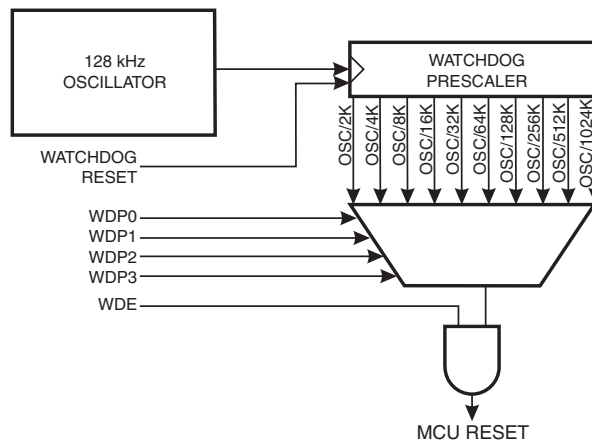 128 kHz
OSCILLATOR
WATCHDOG
PRESCALER
OSC/2K
OSC/4K
OSC/8K
OSC/16K
OSC/32K
OSC/64K
OSC/128K
OSC/256K
OSC/512K
OSC/1024K
WATCHDOG
RESET
WDP0
WDP1
WDP2
WDP3
WDE
MCU RESET